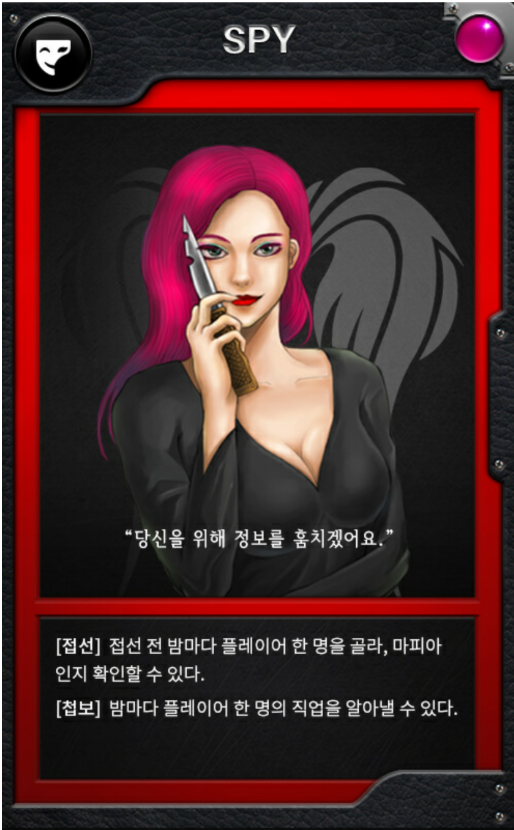 SPY
“당신을 위해 정보를 훔치겠어요.”
[접선] 접선 전 밤마다 플레이어 한 명을 골라, 마피아
인지 확인할 수 있다.
[첩보] 밤마다 플레이어 한 명의 직업을 알아낼 수 있다.